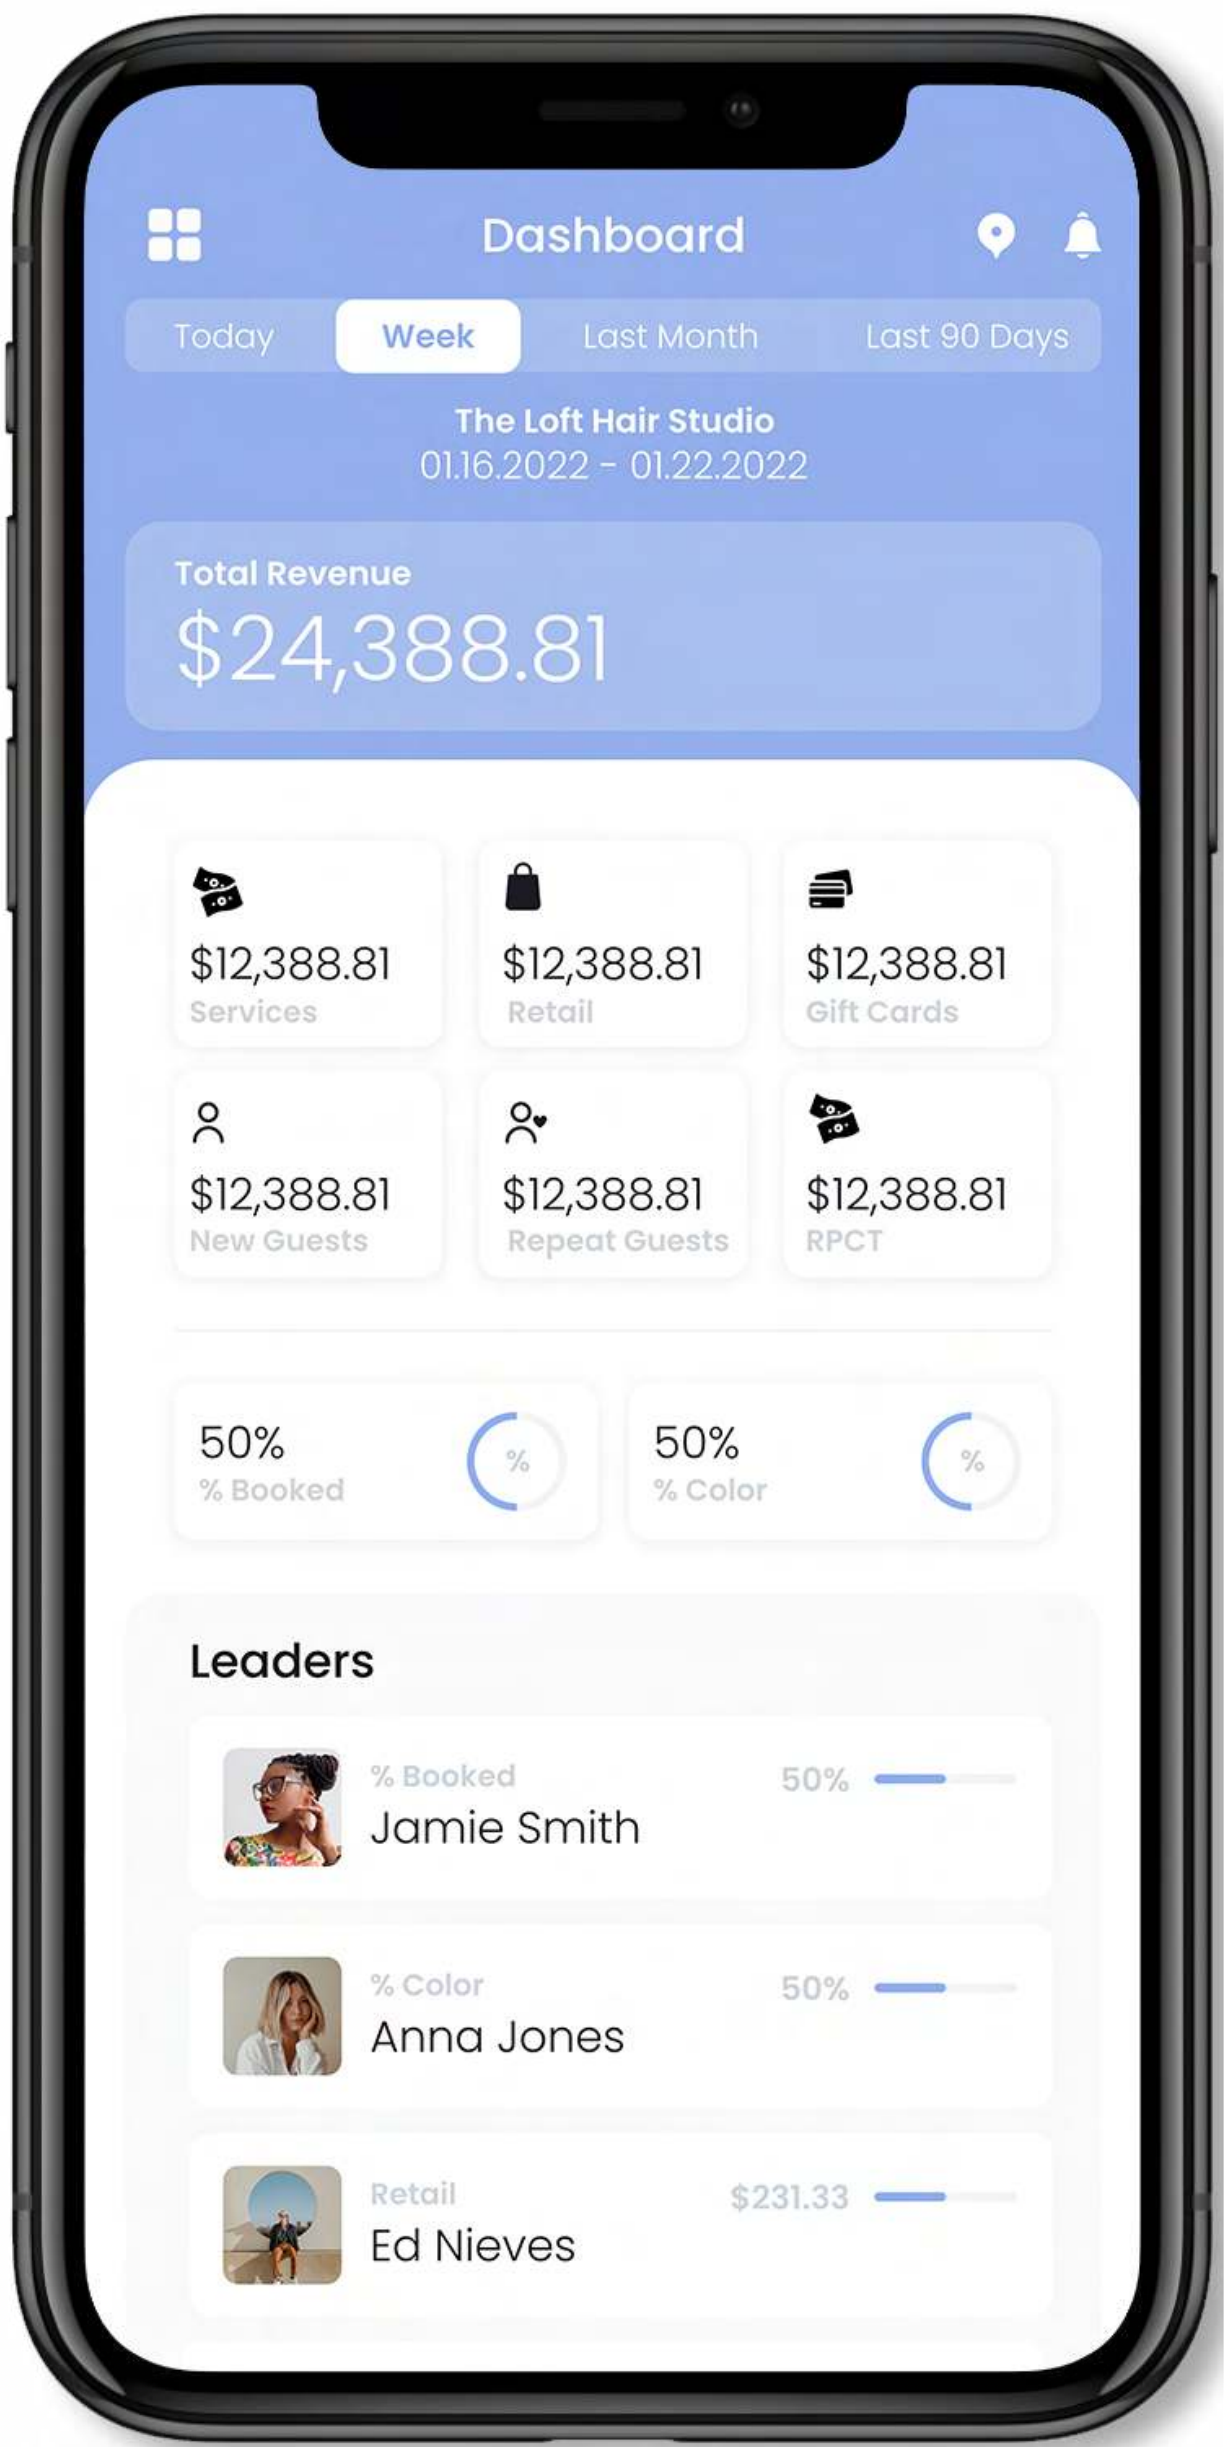 Dashboard
Today Week Last Month Last 90 Days
The Loft Hair Studio
01.16.2022 - 01.22.2022
Total Revenue
$24,388.81
$12,388.81 $12,388.81 $12,388.81
Services Retail Gift Cards
$12,388.81 $12,388.81 $12,388.81
New Guests Repeat Guests RPCT
50% % 50% %
% Booked % Color
Leaders
% Booked 50%
Jamie Smith
% Color 50%
Anna Jones
Retail $231.33
Ed Nieves